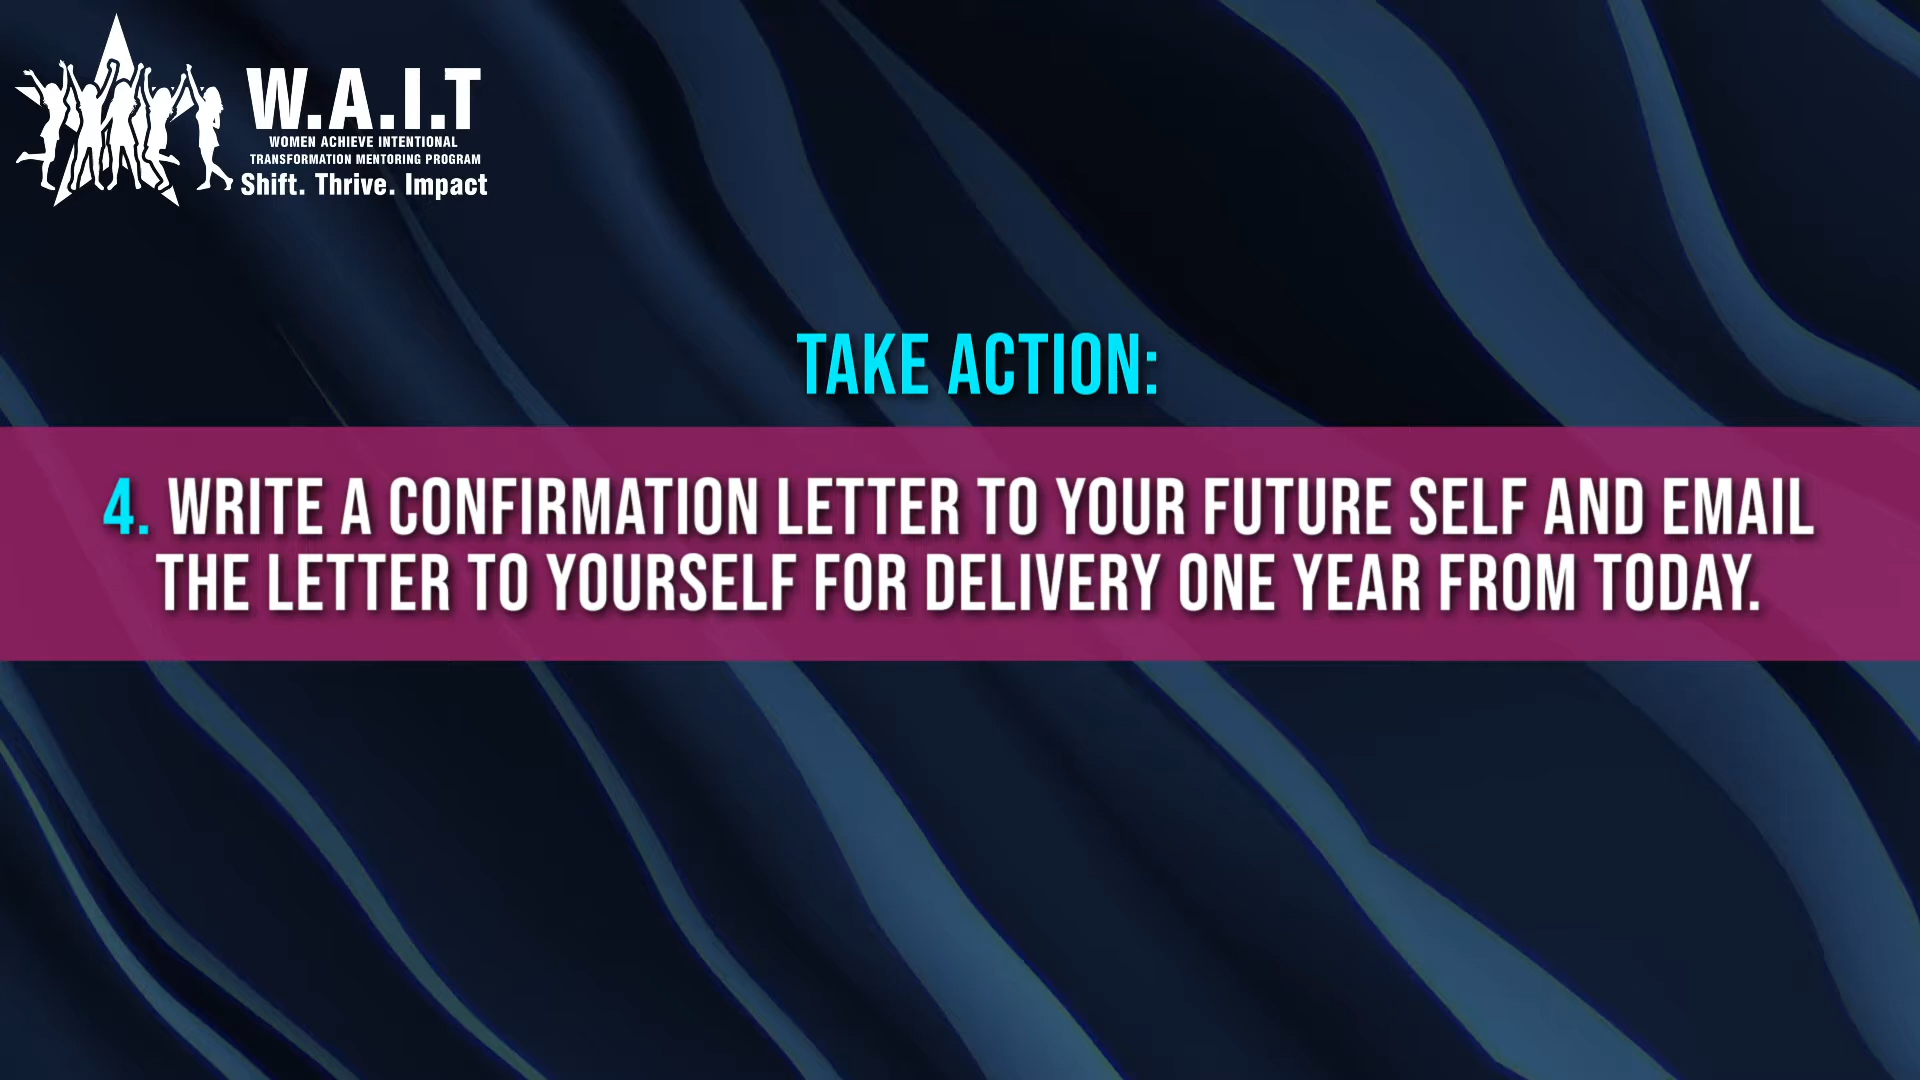 W.A.I.T
WOMEN ACHIEVE INTENTIONAL
TRANSFORMATION MENTORING PROGRAM
Shift. Thrive. Impact
TAKE ACTION:
4. WRITE A CONFIRMATION LETTER TO YOUR FUTURE SELF AND EMAIL
THE LETTER TO YOURSELF FOR DELIVERY ONE YEAR FROM TODAY.